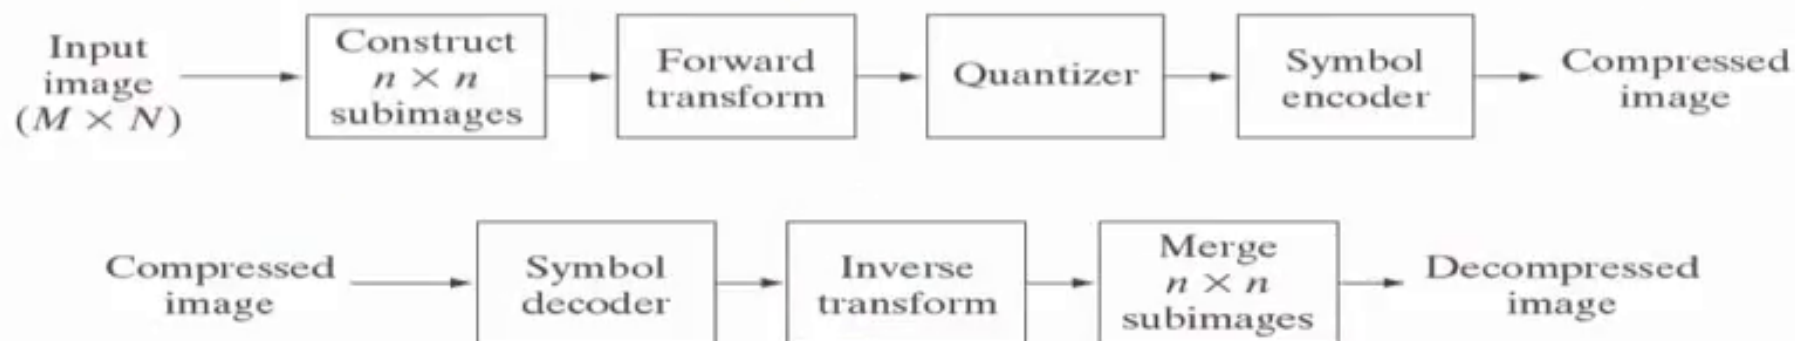 Input
image
(M × N)
Construct
n × n
subimages
Forward
transform
Quantizer
Symbol
encoder
Compressed
image
Compressed
image
Symbol
decoder
Inverse
transform
Merge
n × n
subimages
Decompressed
image